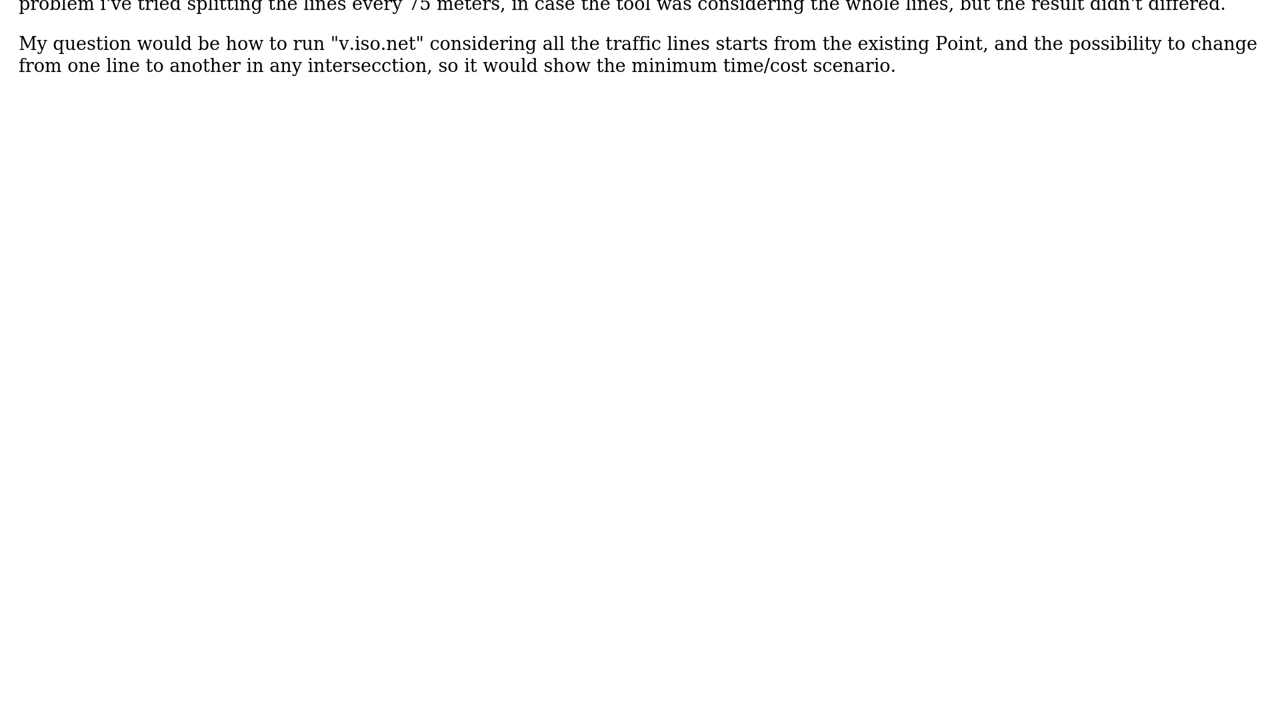 problem i've tried splitting the lines every 75 meters, in case the tool was considering the whole lines, but the result didn't differed.
My question would be how to run "v.iso.net" considering all the traffic lines starts from the existing Point, and the possibility to change
from one line to another in any intersecction, so it would show the minimum time/cost scenario.